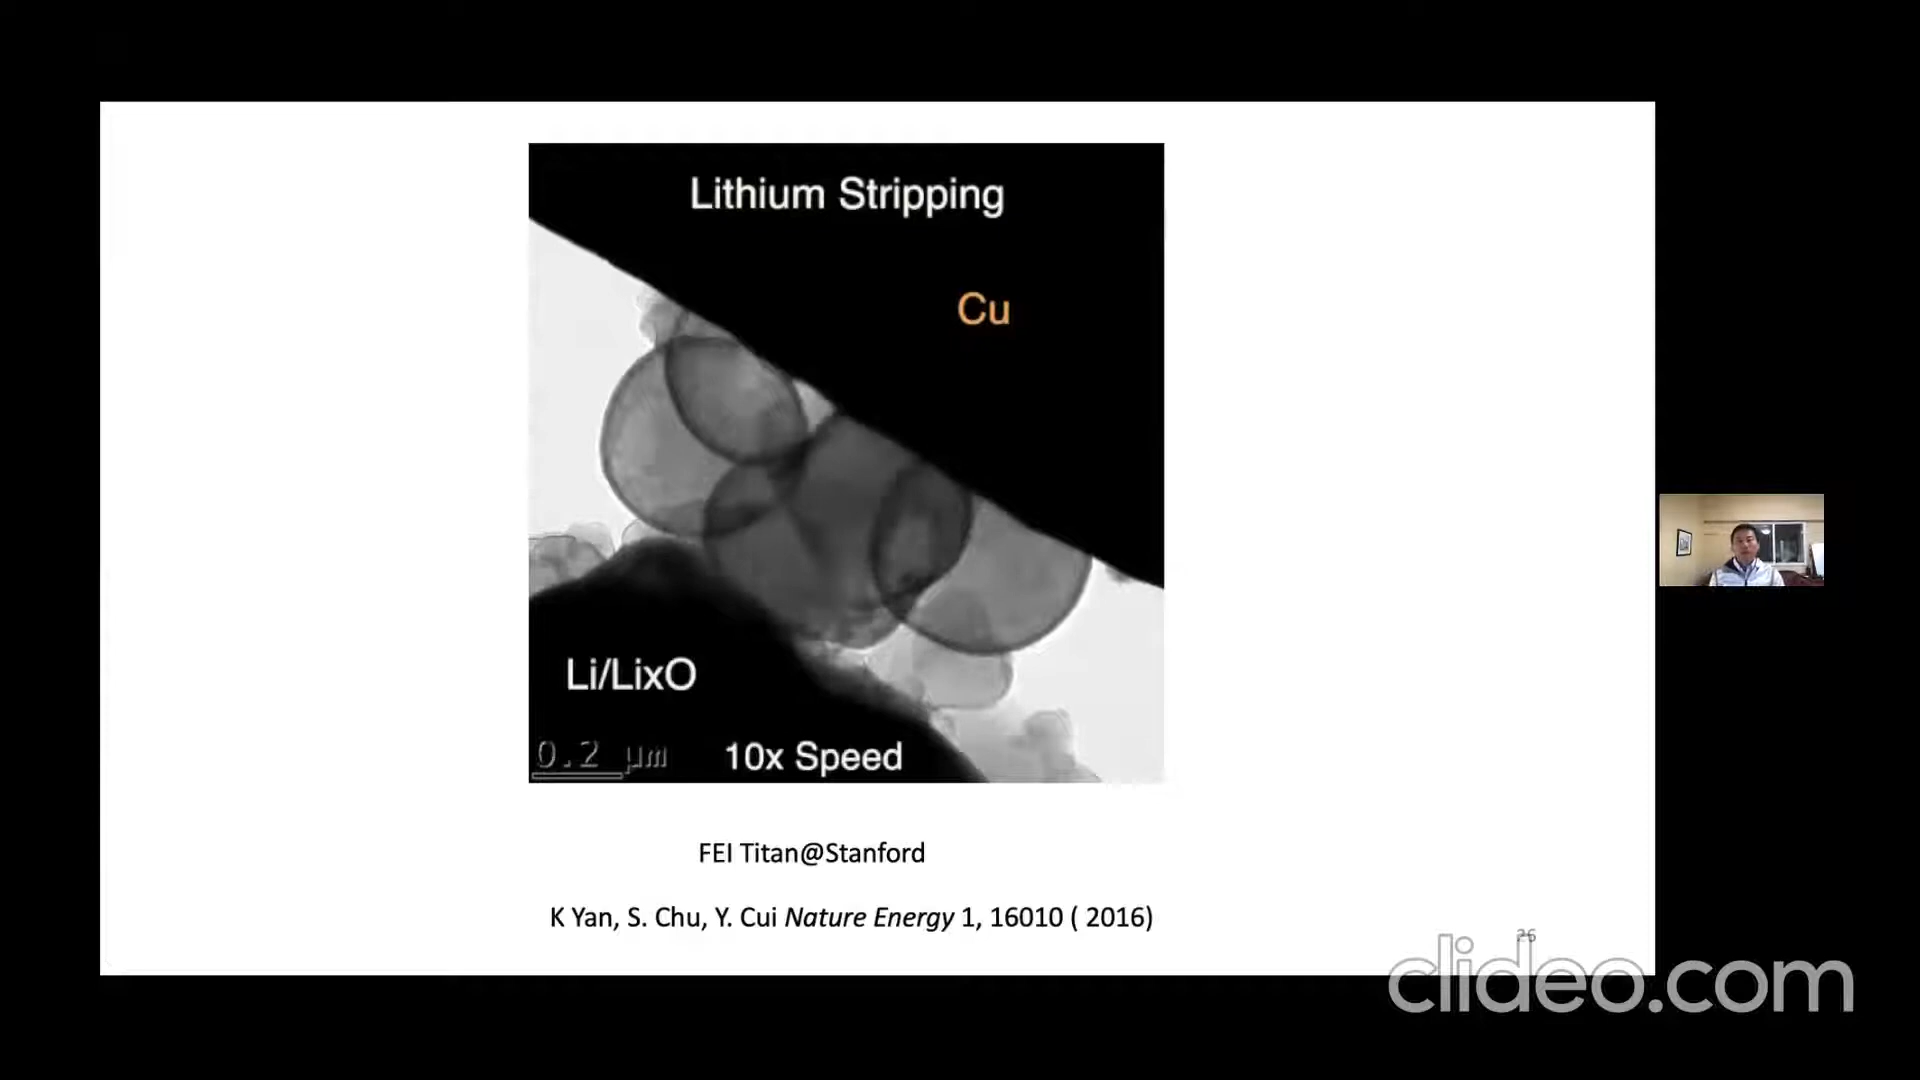 Lithium Stripping
Cu
Li/LixO
0.2 µm
10x Speed
FEI Titan@Stanford
K Yan, S. Chu, Y. Cui Nature Energy 1, 16010 ( 2016)
26
clideo.com